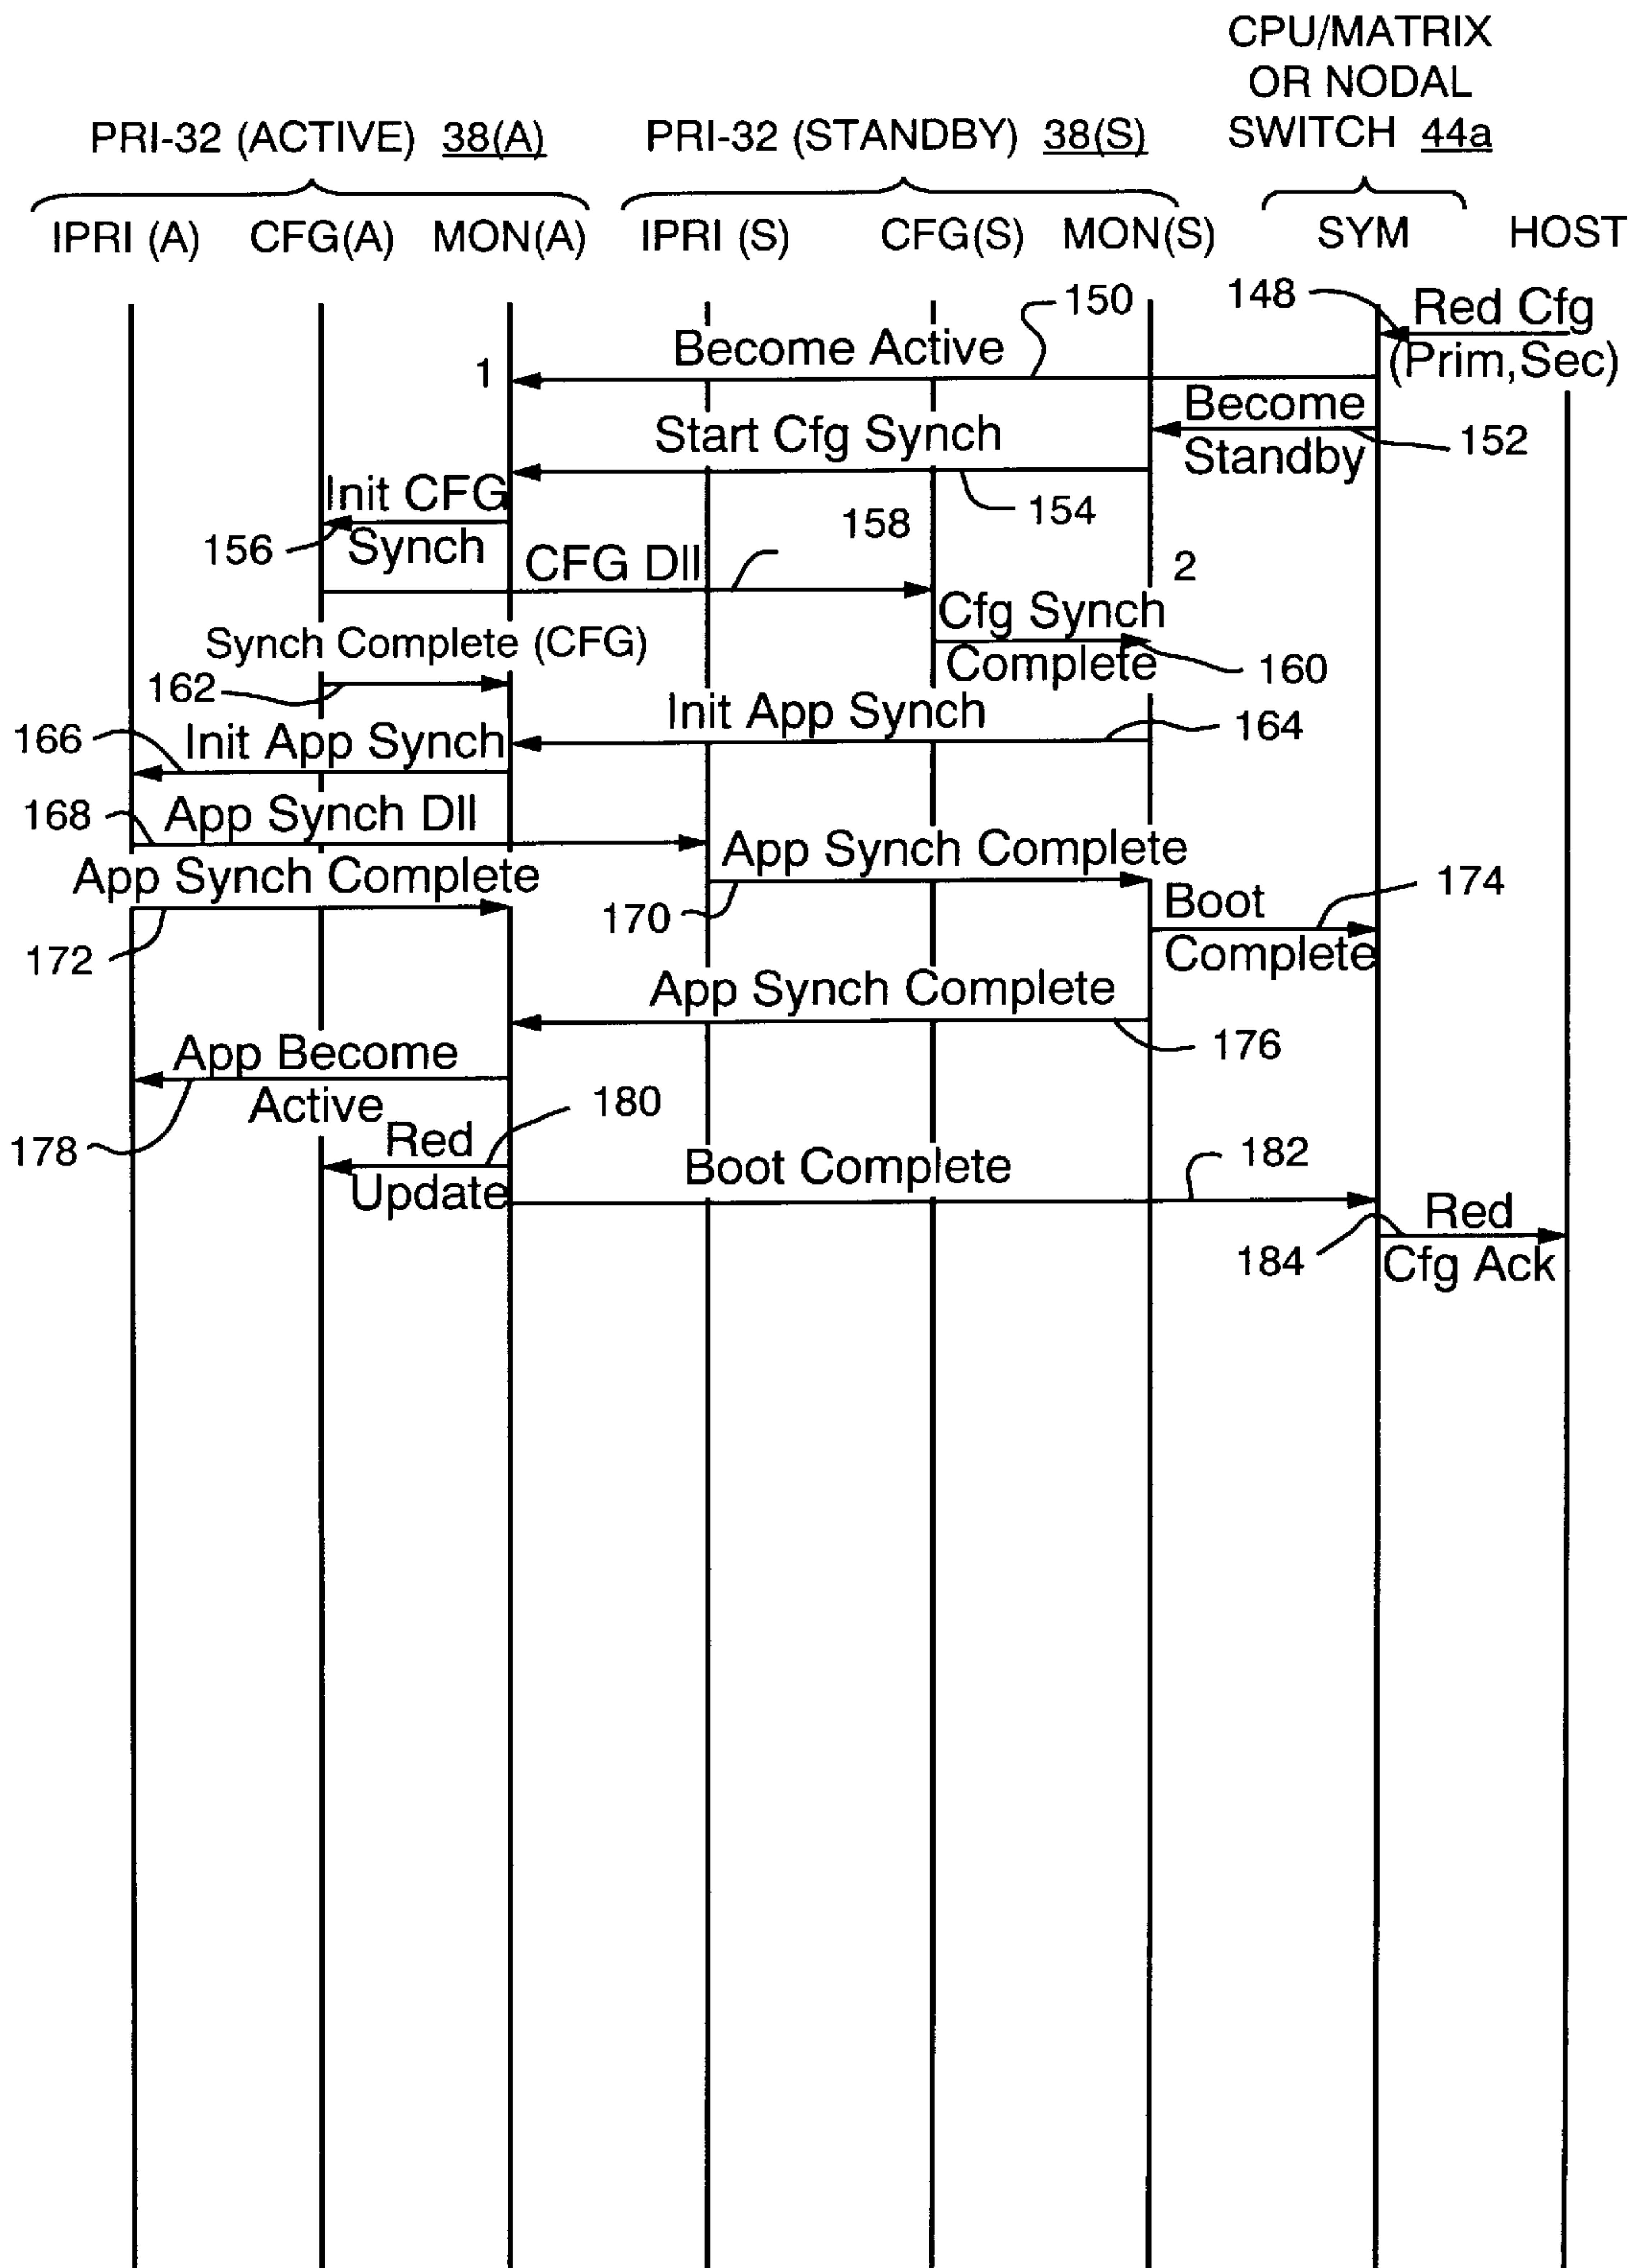 CPU/MATRIX
OR NODAL
SWITCH 44a
PRI-32 (ACTIVE) 38(A)
PRI-32 (STANDBY) 38(S)
IPRI (A)
CFG(A)
MON(A)
IPRI (S)
CFG(S)
MON(S)
SYM
HOST
148
Red Cfg
(Prim,Sec)
150
Become Active
1
Become
Standby
152
Start Cfg Synch
154
Init CFG
Synch
156
158
CFG Dll
2
Cfg Synch
Complete
160
Synch Complete (CFG)
162
Init App Synch
164
166
Init App Synch
168
App Synch Dll
App Synch Complete
170
App Synch Complete
172
Boot
Complete
174
App Synch Complete
176
App Become
Active
178
Red
Update
180
Boot Complete
182
Red
Cfg Ack
184